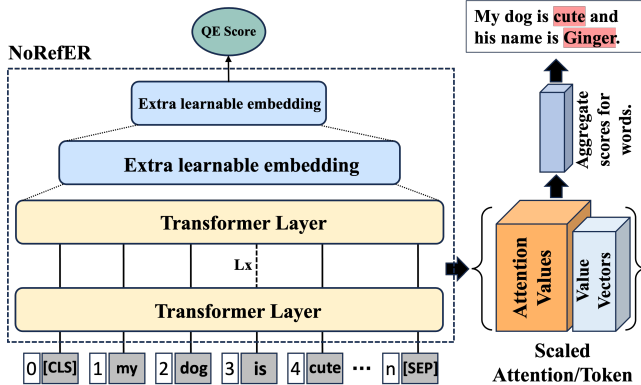 QE Score
NoRefER
Extra learnable embedding
Extra learnable embedding
Transformer Layer
Lx
Transformer Layer
0 [CLS] 1 my 2 dog 3 is 4 cute ... n [SEP]
My dog is cute and
his name is Ginger.
Aggregate
scores for
words.
Attention
Values
Value
Vectors
Scaled
Attention/Token